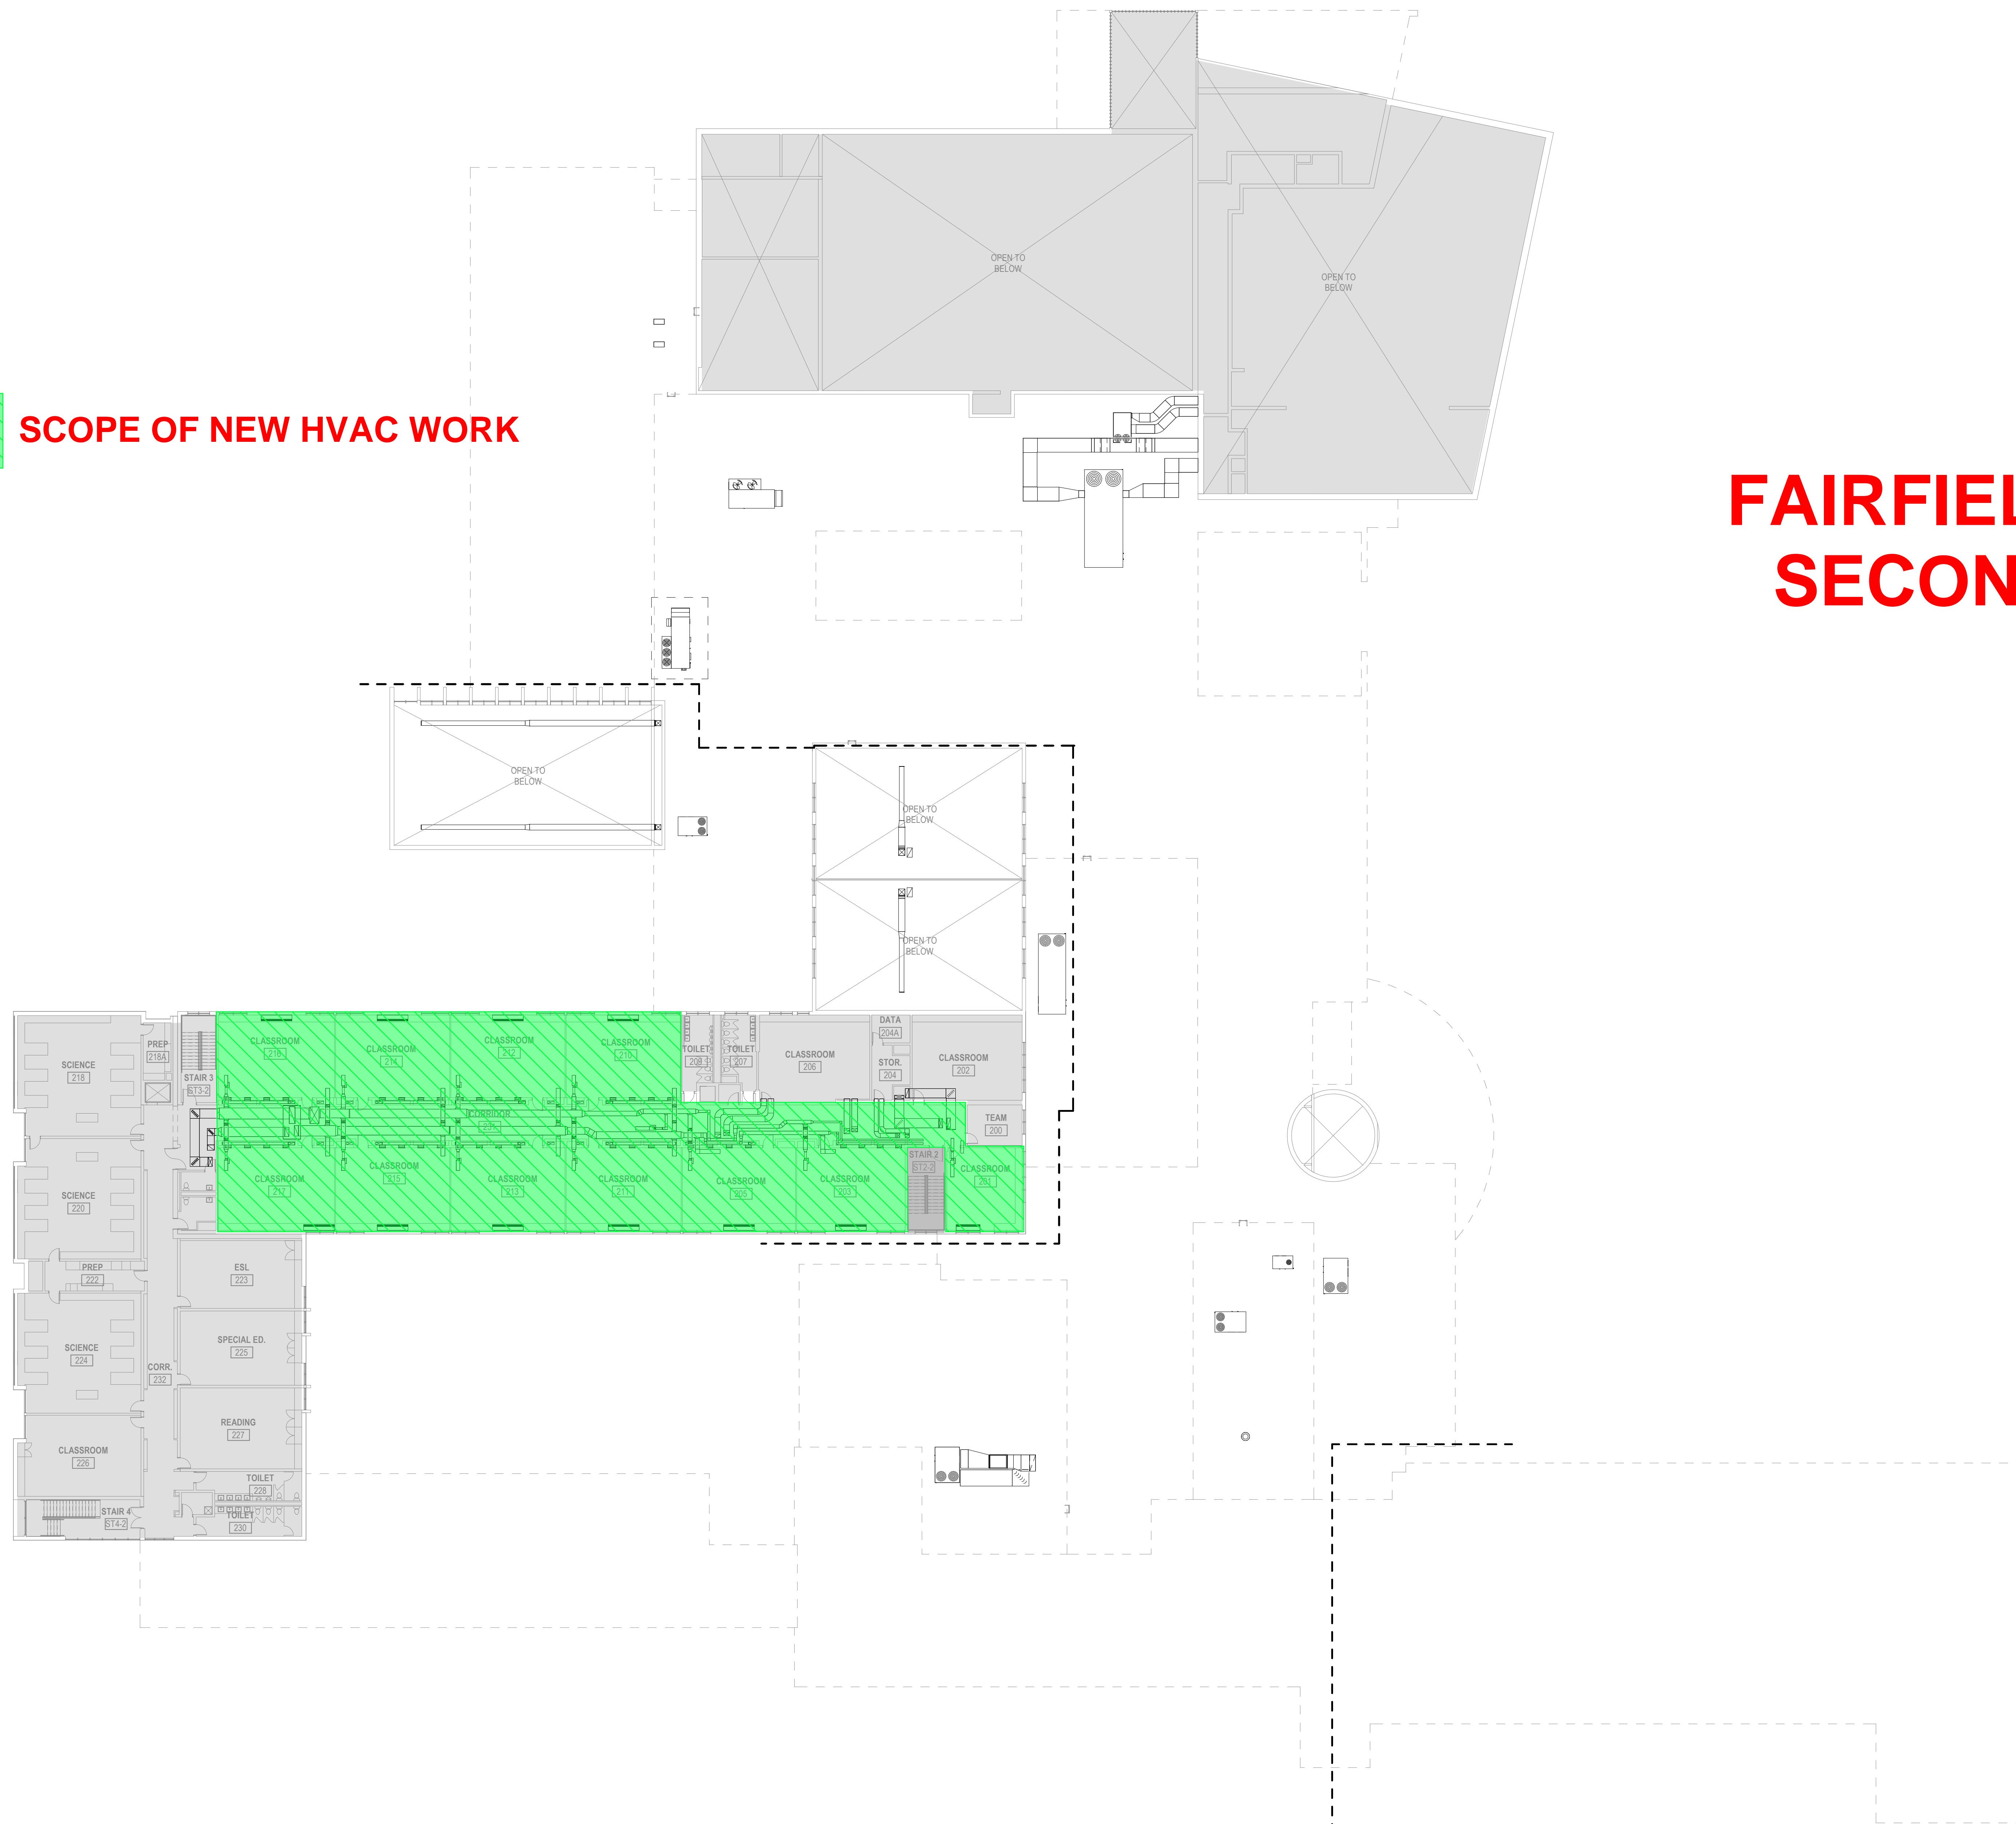 OPEN TO
BELOW
OPEN TO
BELOW
SCOPE OF NEW HVAC WORK
FAIRFIEL
SECON
OPEN TO
BELOW
OPEN TO
BELOW
OPEN TO
BELOW
SCIENCE
218
PREP
218A
STAIR 3
ST3-2
CLASSROOM
216
CLASSROOM
214
CLASSROOM
212
CLASSROOM
210
TOILET
TOILET
207
CLASSROOM
206
DATA
204A
STOR.
204
CLASSROOM
202
CORRIDOR
TEAM
200
SCIENCE
220
CLASSROOM
217
CLASSROOM
215
CLASSROOM
213
CLASSROOM
211
CLASSROOM
205
CLASSROOM
203
STAIR 2
ST2-2
CLASSROOM
201
PREP
222
ESL
223
SCIENCE
224
SPECIAL ED.
225
CORR.
232
READING
227
CLASSROOM
226
TOILET
228
STAIR 4
ST4-2
TOILET
230